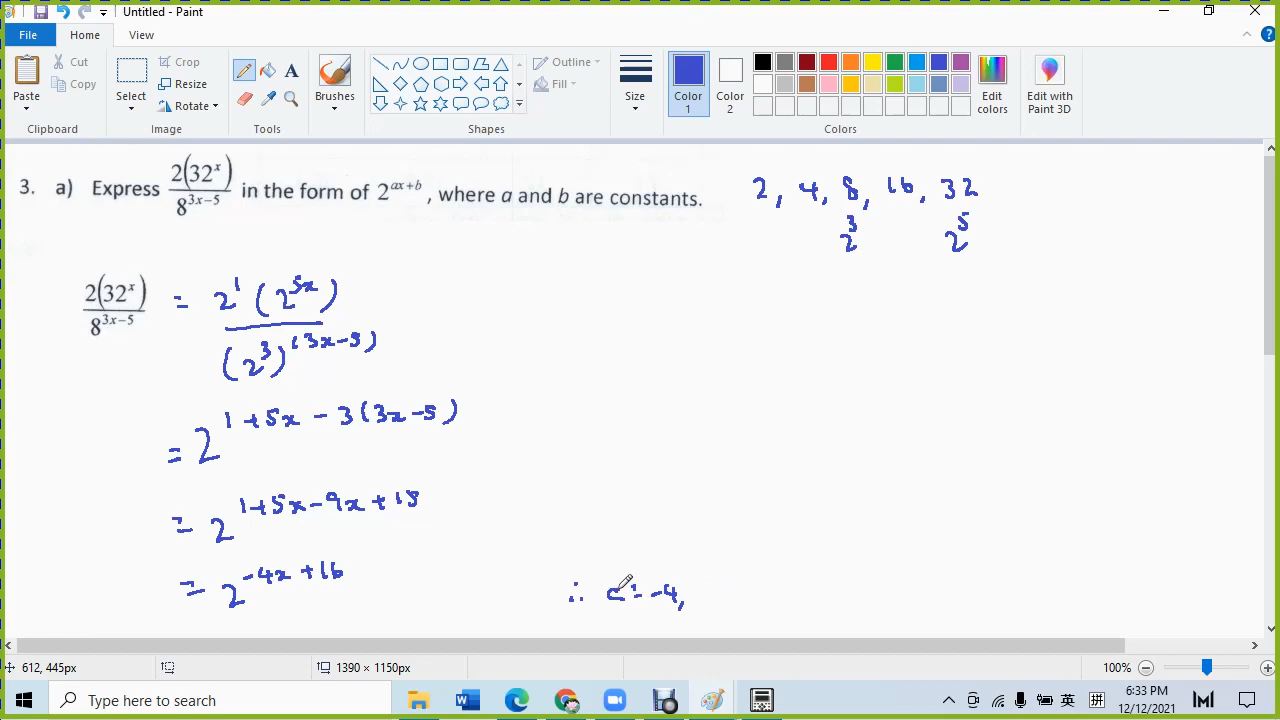 Untitled - Paint
File Home View
Paste
Cut
Copy
Clipboard
Select
Crop
Resize
Rotate
Image
A
Tools
Brushes
Outline
Fill
Shapes
Size
Color 1
Color 2
Edit colors
Colors
Edit with Paint 3D
3. a) Express 2(32^x)/8^(3x−5) in the form of 2^(ax+b), where a and b are constants.
2, 4, 8, 16, 32
2^3 2^5
2(32^x)/8^(3x−5) = 2^1 (2^5x)/(2^3)^(3x−5)
= 2^1+5x−3(3x−5)
= 2^1+5x−9x+15
= 2^−4x+16
∴ a = −4,
612, 445px
1390 × 1150px
100%
Type here to search
英
拼
6:33 PM
12/12/2021